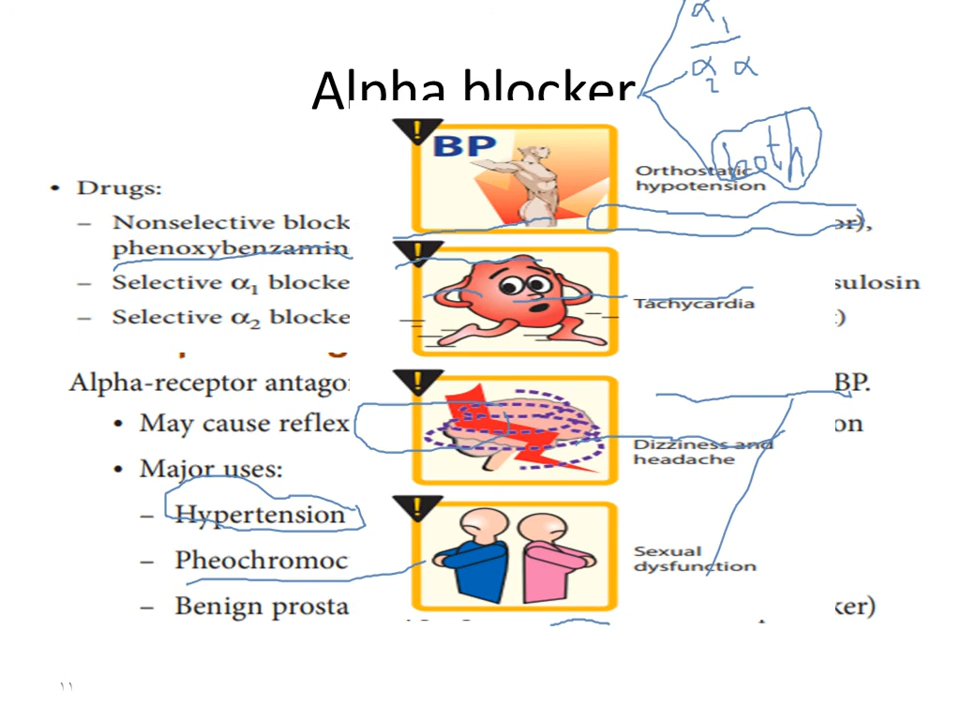 α1
α2 α
both
Alpha blocker
BP
Orthostatic
hypotension
• Drugs:
– Nonselective block or),
phenoxybenzamin
– Selective α1 blocke sulosin
Tachycardia
– Selective α2 blocke )
Alpha-receptor antago BP.
• May cause reflex on
Dizziness and
headache
• Major uses:
– Hypertension
– Pheochromoc
Sexual
dysfunction
– Benign prosta ker)
١١